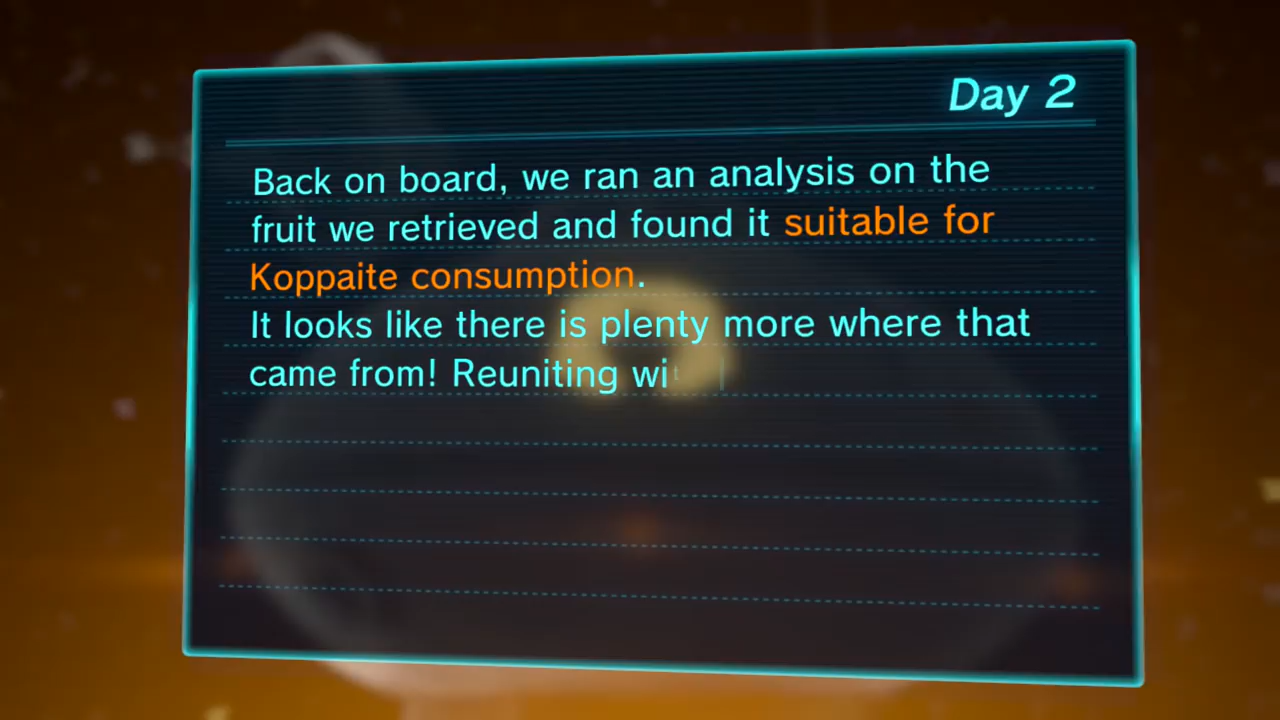 Day 2
Back on board, we ran an analysis on the
fruit we retrieved and found it suitable for
Koppaite consumption.
It looks like there is plenty more where that
came from! Reuniting wit